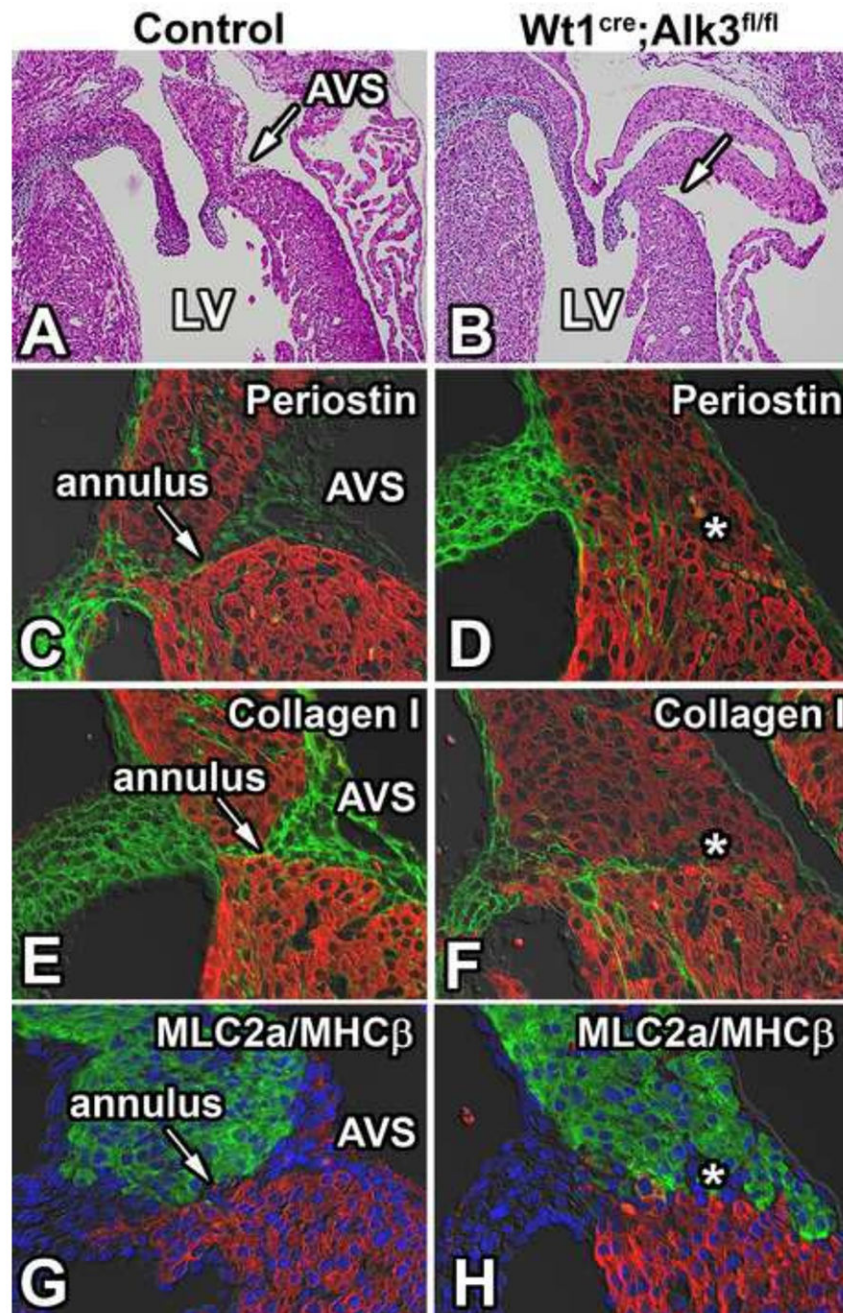 Control
Wt1cre;Alk3fl/fl
AVS
LV
A
LV
B
Periostin
annulus
AVS
C
Periostin
*
D
Collagen I
annulus
AVS
E
Collagen I
*
F
MLC2a/MHCβ
annulus
AVS
G
MLC2a/MHCβ
*
H